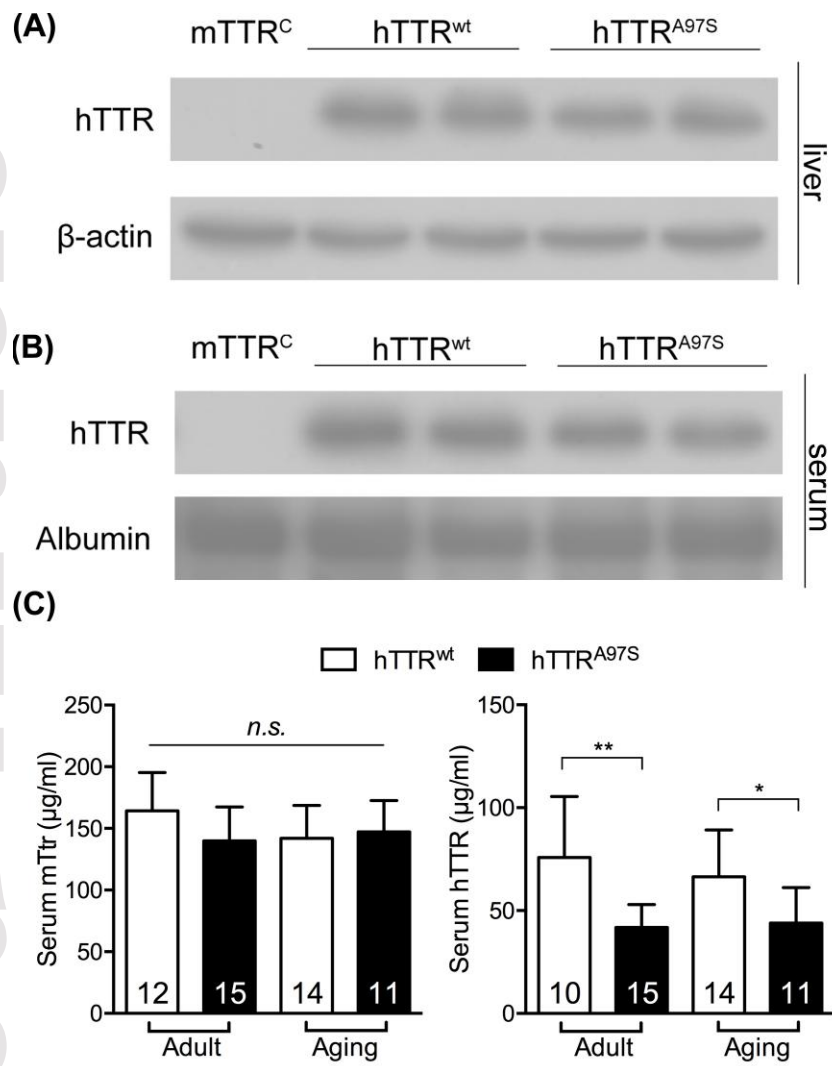 (A)
mTTR^C hTTR^wt hTTR^A97S
hTTR
β-actin
liver
(B)
mTTR^C hTTR^wt hTTR^A97S
hTTR
Albumin
serum
(C)
hTTR^wt hTTR^A97S
Serum mTtr (µg/ml)
250
200
150
100
50
0
n.s.
12 15 14 11
Adult Aging
Serum hTTR (µg/ml)
150
100
50
0
**
*
10 15 14 11
Adult Aging